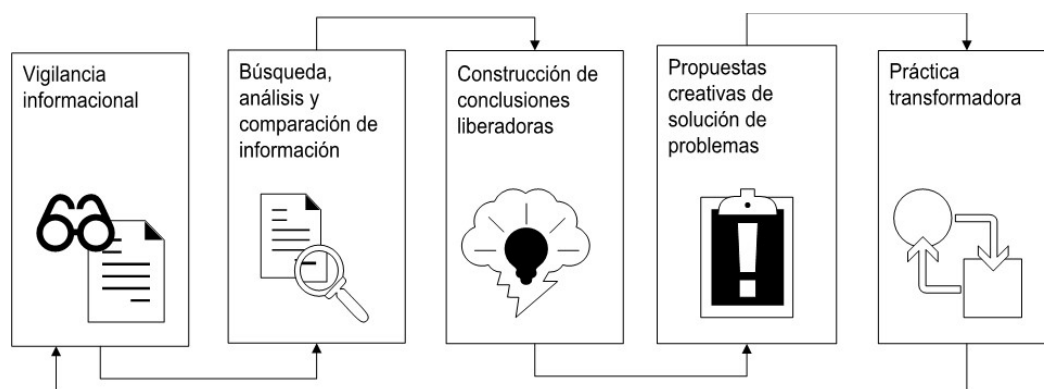 Vigilancia
informacional
Búsqueda,
análisis y
comparación de
información
Construcción de
conclusiones
liberadoras
Propuestas
creativas de
solución de
problemas
Práctica
transformadora